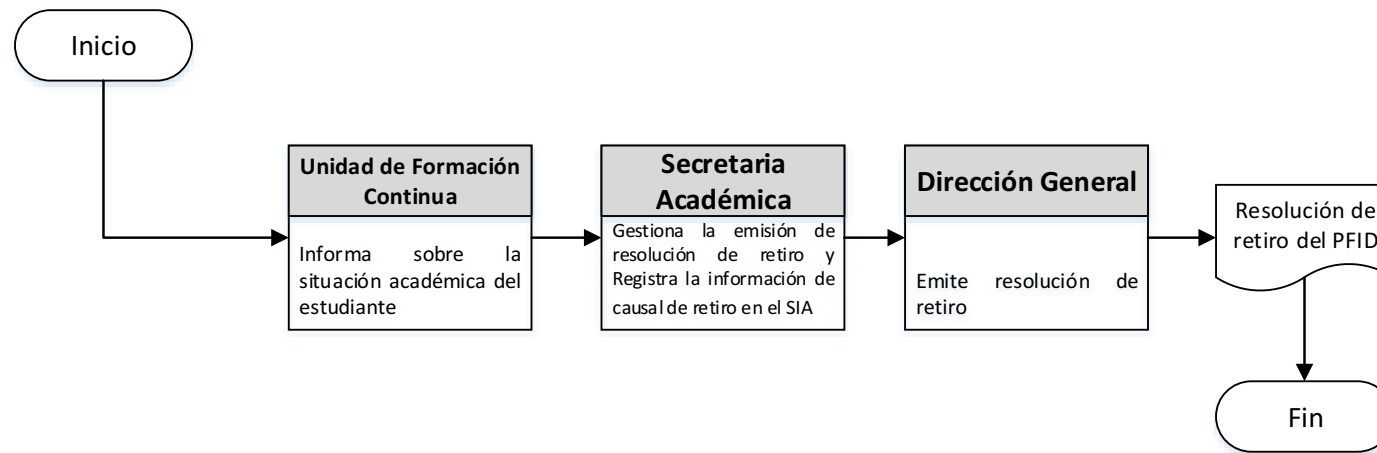 Inicio
Unidad de Formación
Continua
Informa sobre la
situación académica del
estudiante
Secretaria
Académica
Gestiona la emisión de
resolución de retiro y
Registra la información de
causal de retiro en el SIA
Dirección General
Emite resolución de
retiro
Resolución de
retiro del PFID
Fin